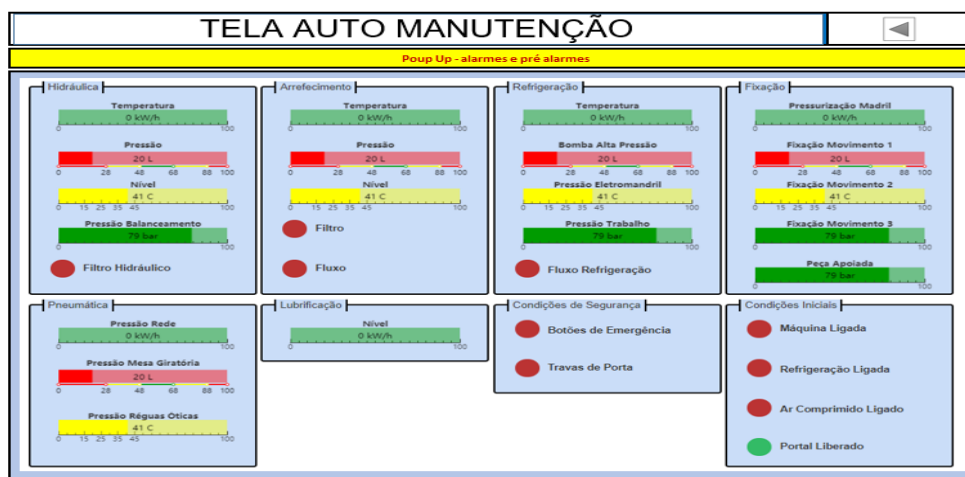 TELA AUTO MANUTENÇÃO
Poup Up - alarmes e pré alarmes
Hidráulica
Temperatura
0 kW/h
0 100
Pressão
20 L
0 28 48 68 88 100
Nível
41 C
0 15 25 35 45 100
Pressão Balanceamento
79 bar
0 100
Filtro Hidráulico
Arrefecimento
Temperatura
0 kW/h
0 100
Pressão
20 L
0 28 48 68 88 100
Nível
41 C
0 15 25 35 45 100
Filtro
Fluxo
Refrigeração
Temperatura
0 kW/h
0 100
Bomba Alta Pressão
20 L
0 28 48 68 88 100
Pressão Eletromandril
41 C
0 15 25 35 45 100
Pressão Trabalho
79 bar
0 100
Fluxo Refrigeração
Fixação
Pressurização Madril
0 kW/h
0 100
Fixação Movimento 1
20 L
0 28 48 68 88 100
Fixação Movimento 2
41 C
0 15 25 35 45 100
Fixação Movimento 3
79 bar
0 100
Peça Apoiada
79 bar
0 100
Pneumática
Pressão Rede
0 kW/h
0 100
Pressão Mesa Giratória
20 L
0 28 48 68 88 100
Pressão Réguas Óticas
41 C
0 15 25 35 45 100
Lubrificação
Nível
0 kW/h
0 100
Condições de Segurança
Botões de Emergência
Travas de Porta
Condições Iniciais
Máquina Ligada
Refrigeração Ligada
Ar Comprimido Ligado
Portal Liberado